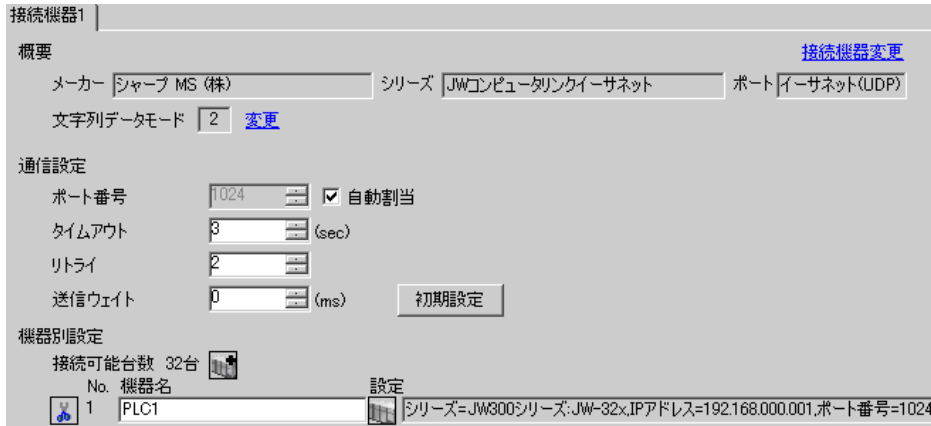 接続機器1
概要 接続機器変更
メーカー シャープ MS (株) シリーズ JWコンピュータリンクイーサネット ポート イーサネット(UDP)
文字列データモード 2 変更
通信設定
ポート番号 1024 自動割当
タイムアウト 3 (sec)
リトライ 2
送信ウェイト 0 (ms) 初期設定
機器別設定
接続可能台数 32台
No. 機器名 設定
1 PLC1 シリーズ=JW300シリーズ:JW-32x,IPアドレス=192.168.000.001,ポート番号=1024